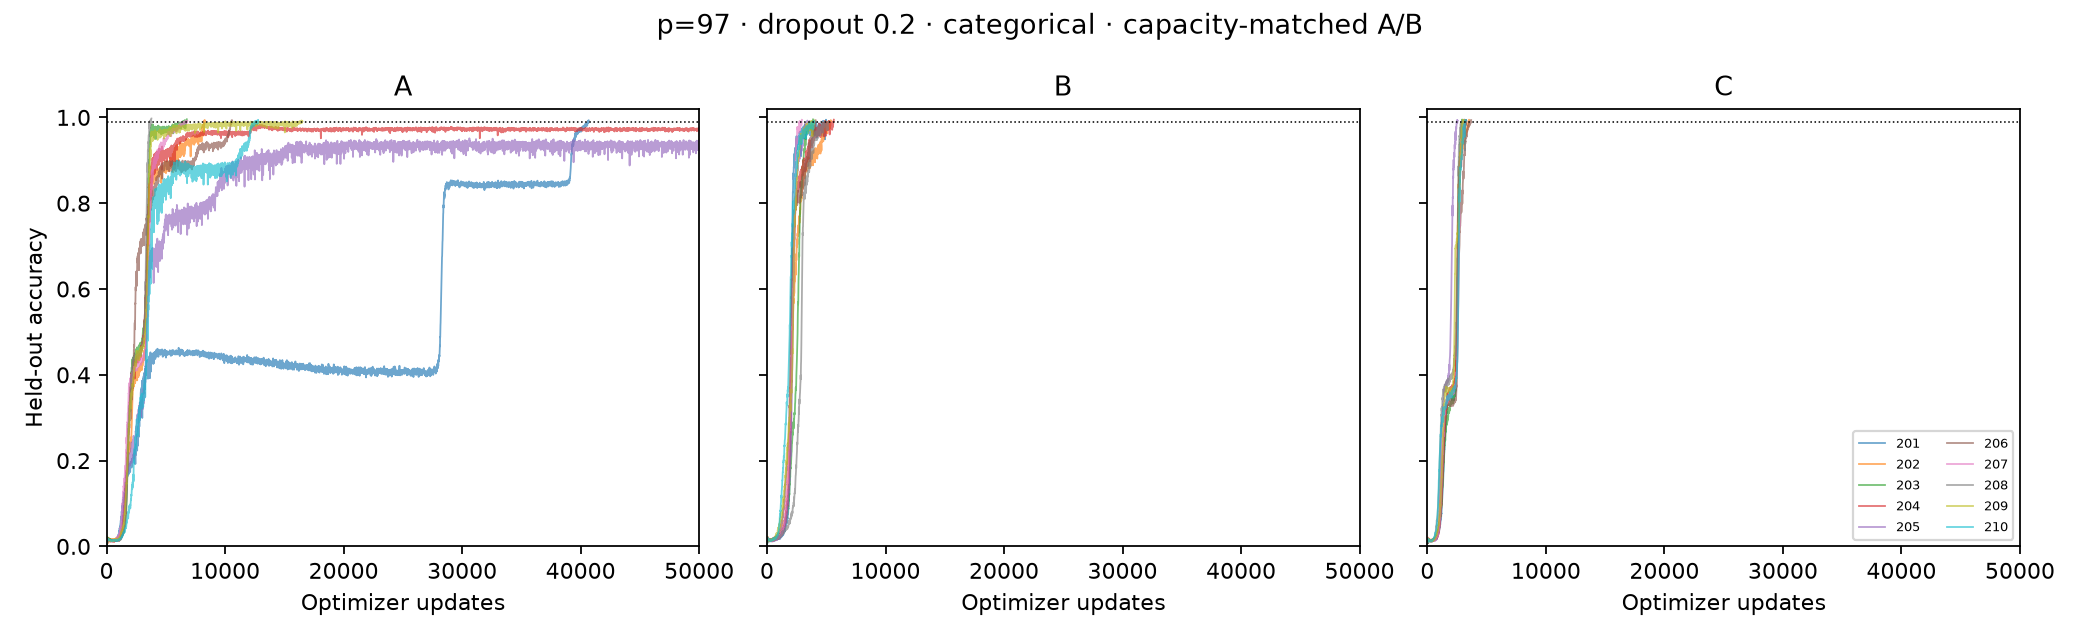 p=97 · dropout 0.2 · categorical · capacity-matched A/B
A
B
C
Held-out accuracy
1.0
0.8
0.6
0.4
0.2
0.0
0 10000 20000 30000 40000 50000
0 10000 20000 30000 40000 50000
0 10000 20000 30000 40000 50000
Optimizer updates
Optimizer updates
Optimizer updates
201 206
202 207
203 208
204 209
205 210